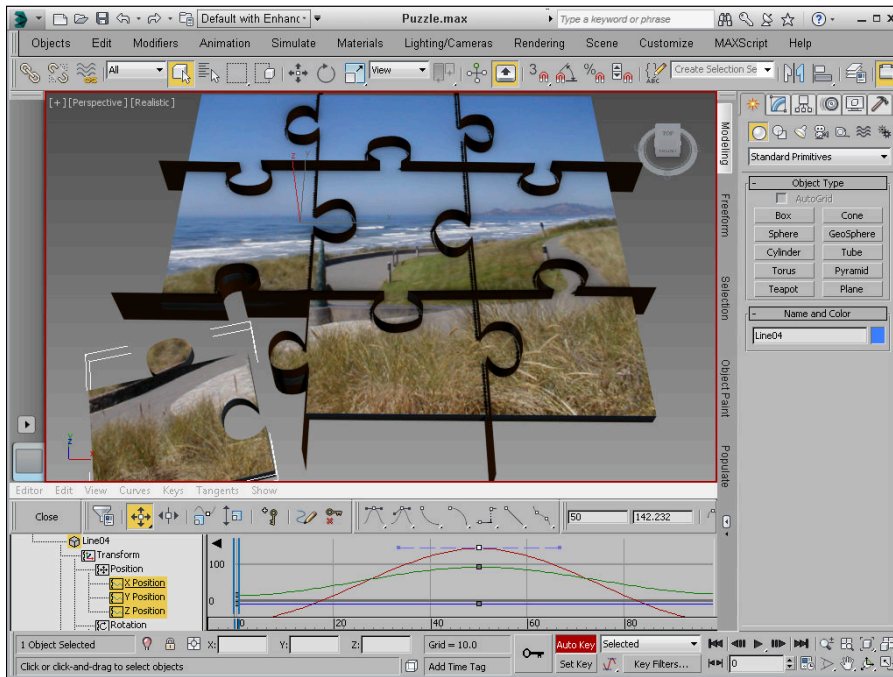 Default with Enhanc
Puzzle.max
Type a keyword or phrase
Objects Edit Modifiers Animation Simulate Materials Lighting/Cameras Rendering Scene Customize MAXScript Help
All
View
3
%
ABC
Create Selection Se
[+] [Perspective] [Realistic]
TOP
Modeling
Freeform
Selection
Object Paint
Populate
Standard Primitives
- Object Type
AutoGrid
Box Cone
Sphere GeoSphere
Cylinder Tube
Torus Pyramid
Teapot Plane
- Name and Color
Line04
z
x
Editor Edit View Curves Keys Tangents Show
Close
50 142.232
Line04
Transform
Position
X Position
Y Position
Z Position
Rotation
100
0
0 20 40 60 80
1 Object Selected X: Y: Z: Grid = 10.0
Auto Key Selected
Click or click-and-drag to select objects
Add Time Tag
Set Key Key Filters...
0